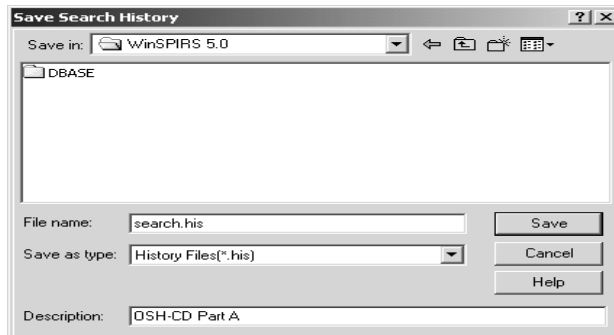 Save Search History
Save in: WinSPIRS 5.0
DBASE
File name: search.his Save
Save as type: History Files(*.his) Cancel
Help
Description: OSH-CD Part A